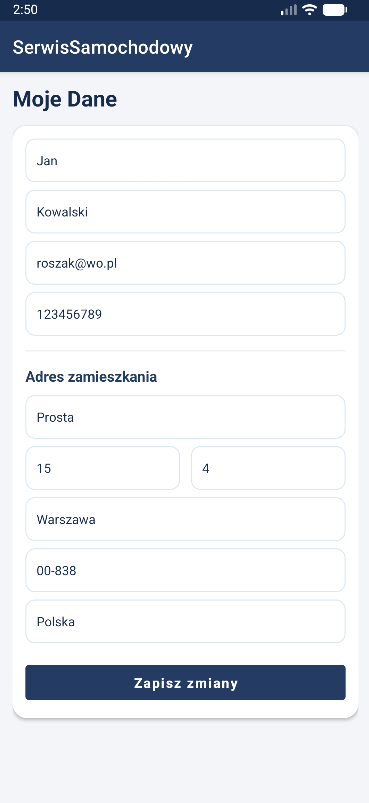 2:50
SerwisSamochodowy
Moje Dane
Jan
Kowalski
roszak@wo.pl
123456789
Adres zamieszkania
Prosta
15 4
Warszawa
00-838
Polska
Zapisz zmiany